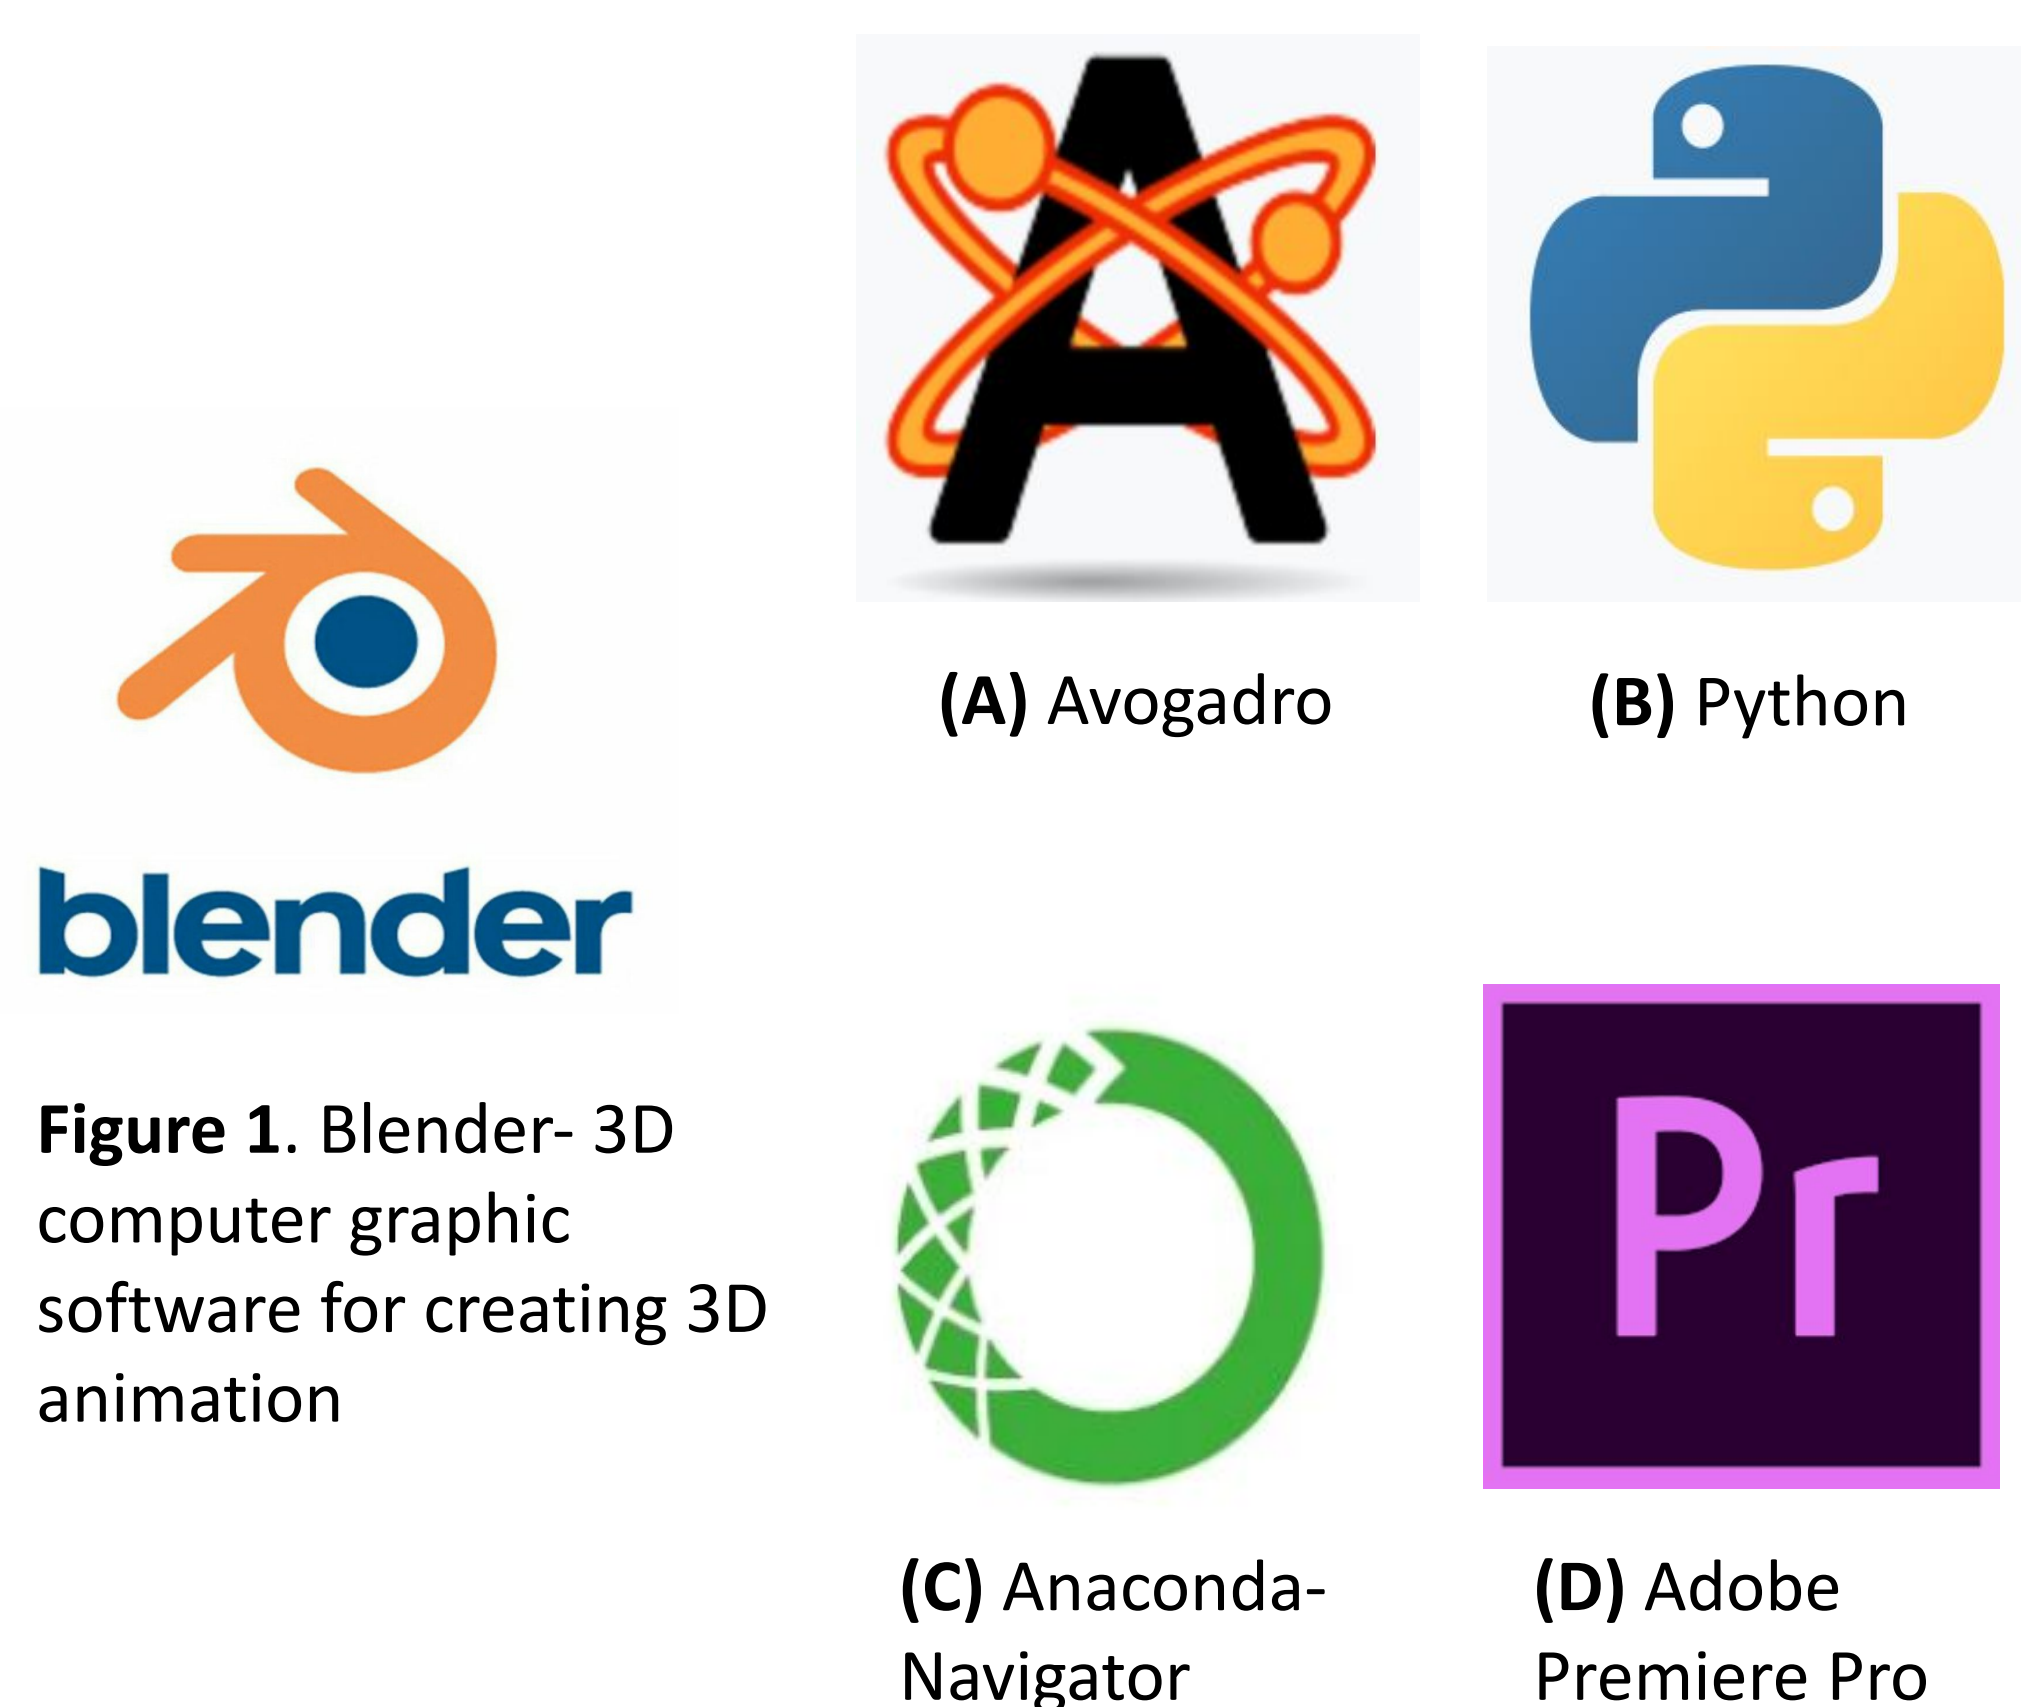 blender
Figure 1. Blender- 3D
computer graphic
software for creating 3D
animation
(A) Avogadro
(B) Python
Pr
(C) Anaconda-
Navigator
(D) Adobe
Premiere Pro